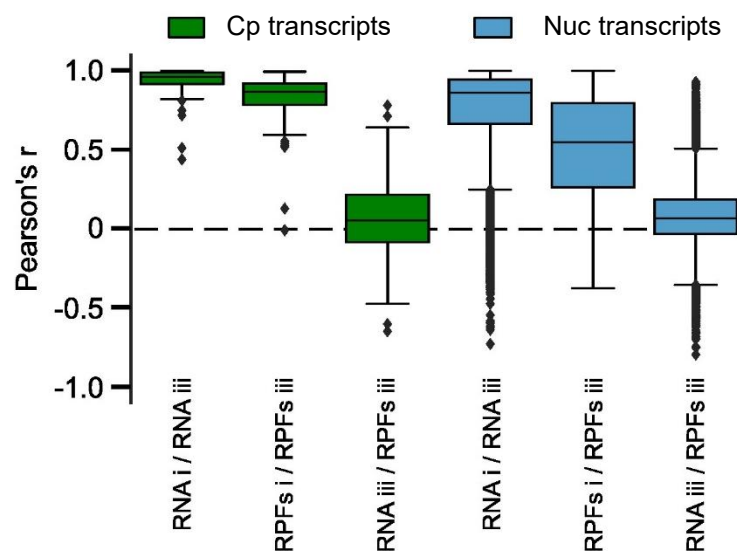 Cp transcripts
Nuc transcripts
Pearson's r
1.0
0.5
0
-0.5
-1.0
RNA i / RNA iii
RPFs i / RPFs iii
RNA iii / RPFs iii
RNA i / RNA iii
RPFs i / RPFs iii
RNA iii / RPFs iii